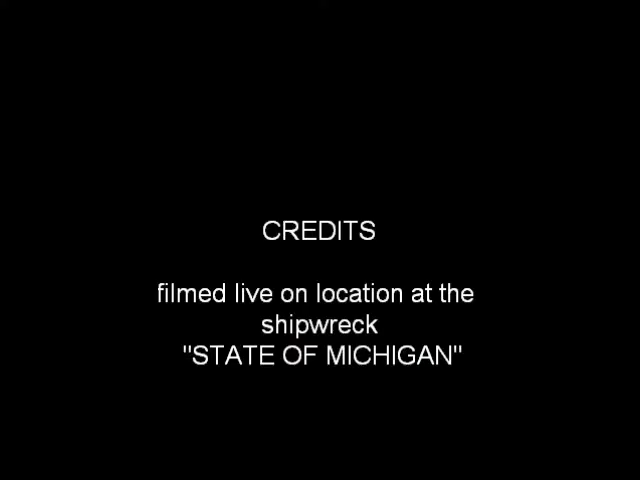 CREDITS
filmed live on location at the
shipwreck
"STATE OF MICHIGAN"